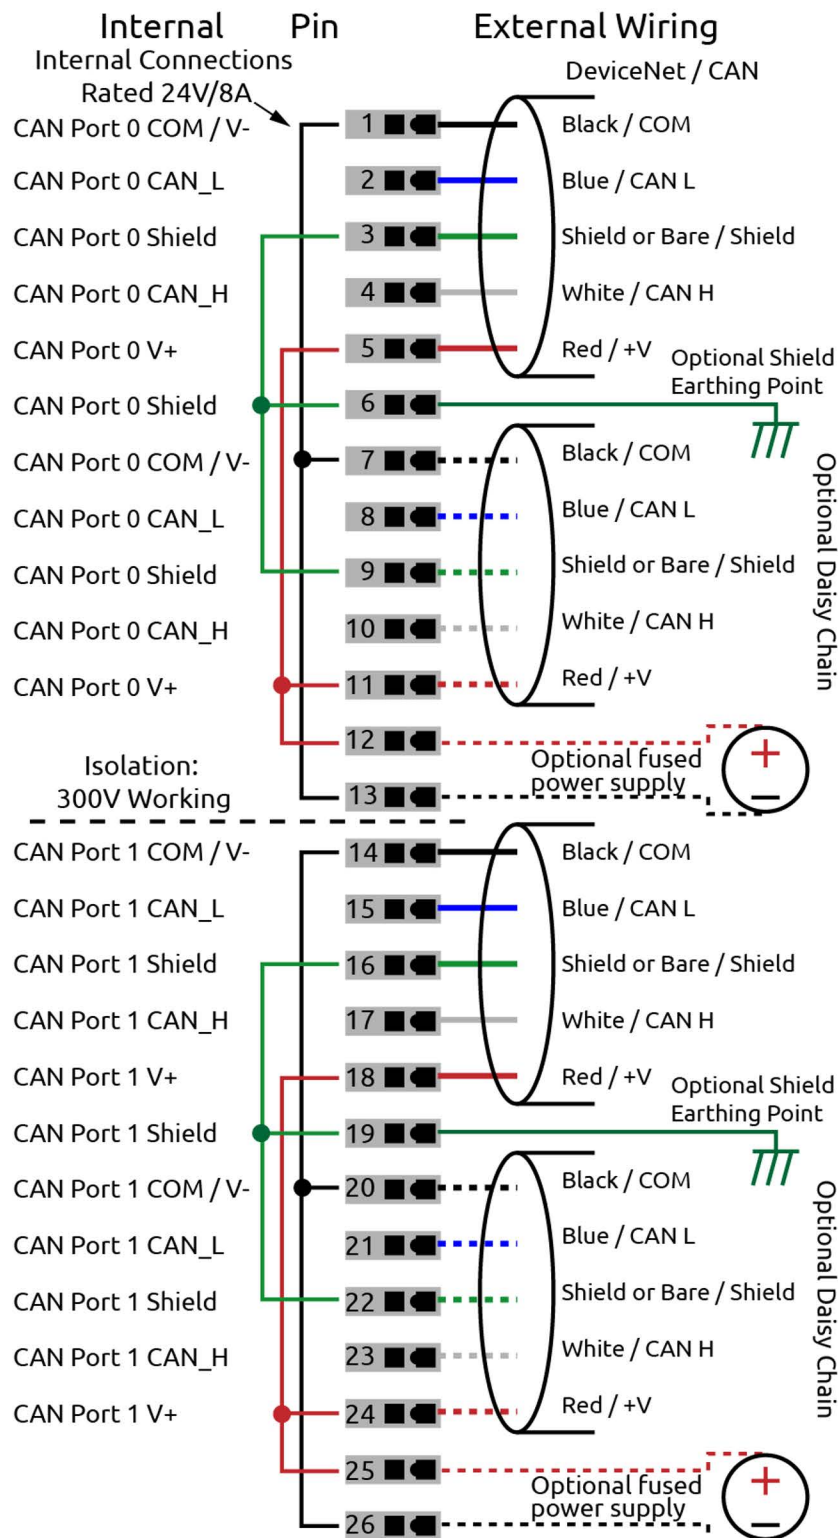 Internal Pin External Wiring
Internal Connections
Rated 24V/8A
DeviceNet / CAN
CAN Port 0 COM / V- 1 Black / COM
CAN Port 0 CAN_L 2 Blue / CAN L
CAN Port 0 Shield 3 Shield or Bare / Shield
CAN Port 0 CAN_H 4 White / CAN H
CAN Port 0 V+ 5 Red / +V
Optional Shield
Earthing Point
CAN Port 0 Shield 6
CAN Port 0 COM / V- 7 Black / COM
CAN Port 0 CAN_L 8 Blue / CAN L
CAN Port 0 Shield 9 Shield or Bare / Shield
CAN Port 0 CAN_H 10 White / CAN H
CAN Port 0 V+ 11 Red / +V
Optional Daisy Chain
12
Optional fused
power supply
+
−
Isolation:
300V Working
13
CAN Port 1 COM / V- 14 Black / COM
CAN Port 1 CAN_L 15 Blue / CAN L
CAN Port 1 Shield 16 Shield or Bare / Shield
CAN Port 1 CAN_H 17 White / CAN H
CAN Port 1 V+ 18 Red / +V
Optional Shield
Earthing Point
CAN Port 1 Shield 19
CAN Port 1 COM / V- 20 Black / COM
CAN Port 1 CAN_L 21 Blue / CAN L
CAN Port 1 Shield 22 Shield or Bare / Shield
CAN Port 1 CAN_H 23 White / CAN H
CAN Port 1 V+ 24 Red / +V
Optional Daisy Chain
25
Optional fused
power supply
+
−
26